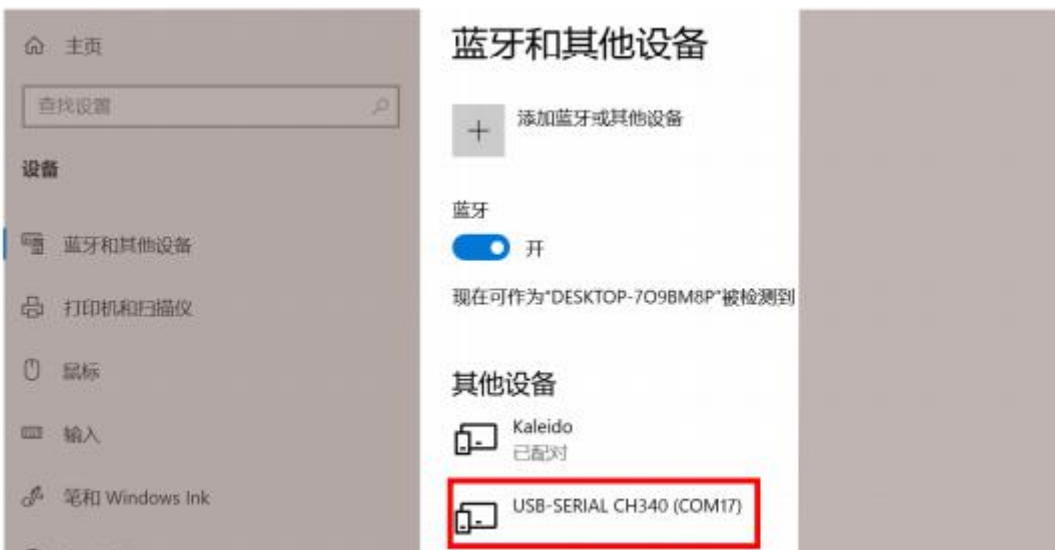 主页
查找设置
设备
蓝牙和其他设备
打印机和扫描仪
鼠标
输入
笔和 Windows Ink
蓝牙和其他设备
添加蓝牙或其他设备
蓝牙
开
现在可作为"DESKTOP-7O9BM8P"被检测到
其他设备
Kaleido
已配对
USB-SERIAL CH340 (COM17)